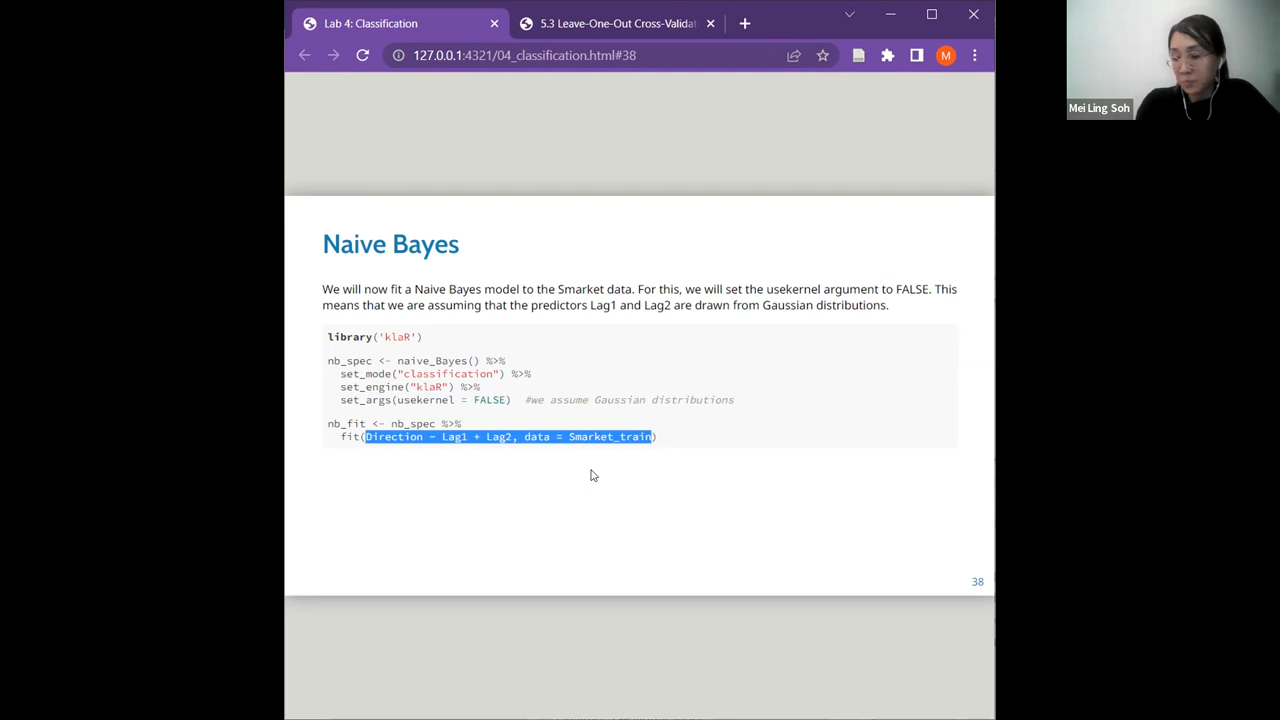 Lab 4: Classification
5.3 Leave-One-Out Cross-Validat
127.0.0.1:4321/04_classification.html#38
M
Mei Ling Soh
Naive Bayes
We will now fit a Naive Bayes model to the Smarket data. For this, we will set the usekernel argument to FALSE. This
means that we are assuming that the predictors Lag1 and Lag2 are drawn from Gaussian distributions.
library('klaR')
nb_spec <- naive_Bayes() %>%
set_mode("classification") %>%
set_engine("klaR") %>%
set_args(usekernel = FALSE) #we assume Gaussian distributions
nb_fit <- nb_spec %>%
fit(Direction ~ Lag1 + Lag2, data = Smarket_train)
38